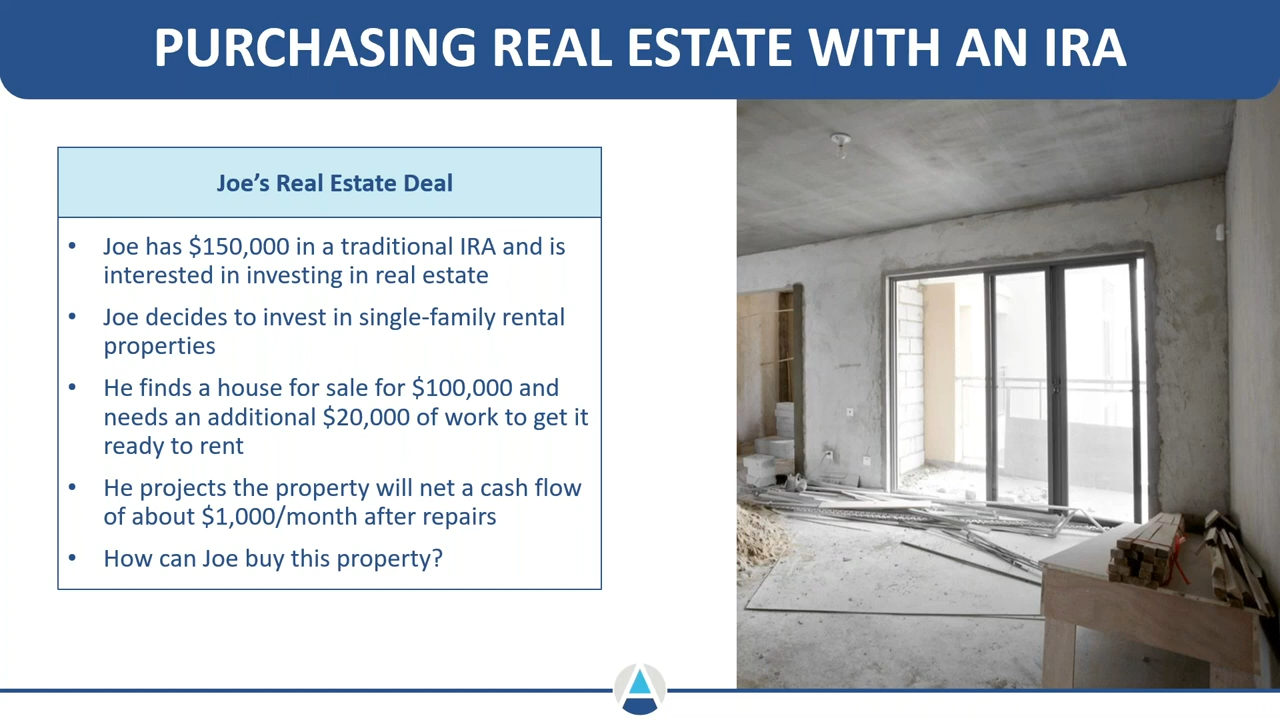 PURCHASING REAL ESTATE WITH AN IRA
Joe’s Real Estate Deal
• Joe has $150,000 in a traditional IRA and is
interested in investing in real estate
• Joe decides to invest in single-family rental
properties
• He finds a house for sale for $100,000 and
needs an additional $20,000 of work to get it
ready to rent
• He projects the property will net a cash flow
of about $1,000/month after repairs
• How can Joe buy this property?